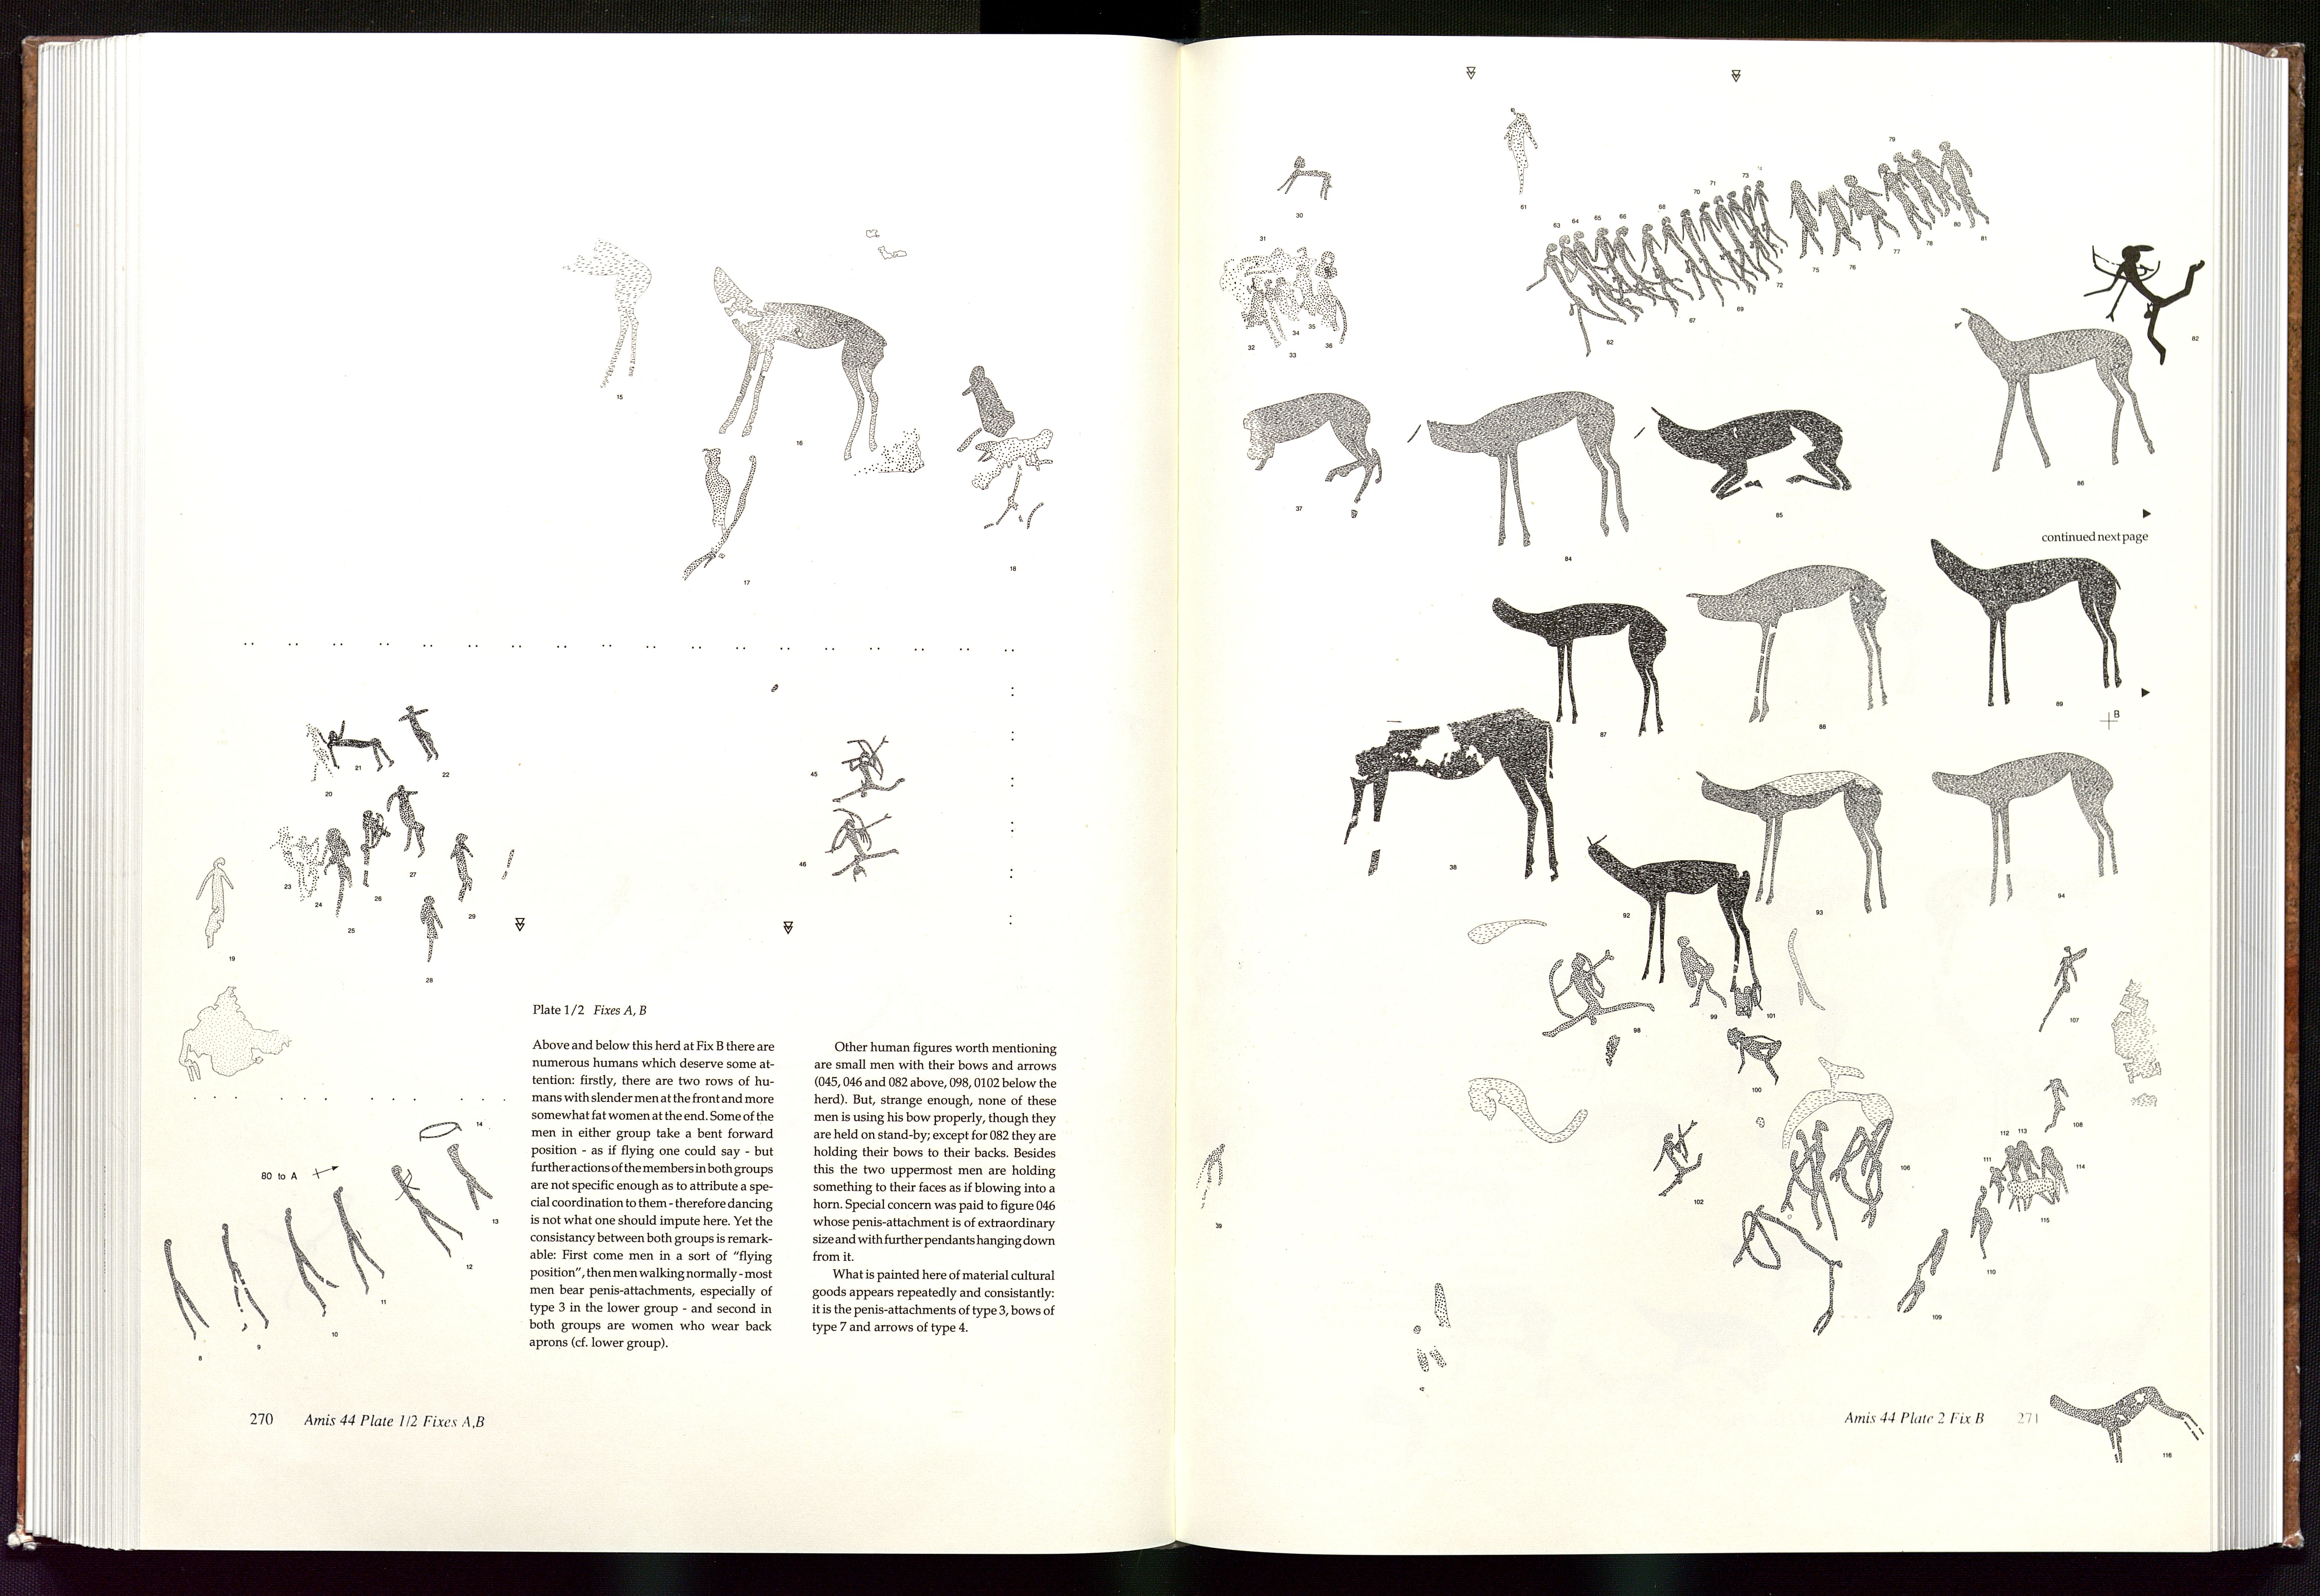 15
16
17
18
20
21
22
23
24
25
26
27
28
29
19
45
46
14
80 to A
13
12
11
10
9
8
Plate 1/2 Fixes A, B
Above and below this herd at Fix B there are
numerous humans which deserve some at-
tention: firstly, there are two rows of hu-
mans with slender men at the front and more
somewhat fat women at the end. Some of the
men in either group take a bent forward
position - as if flying one could say - but
further actions of the members in both groups
are not specific enough as to attribute a spe-
cial coordination to them - therefore dancing
is not what one should impute here. Yet the
consistancy between both groups is remark-
able: First come men in a sort of “flying
position”, then men walking normally - most
men bear penis-attachments, especially of
type 3 in the lower group - and second in
both groups are women who wear back
aprons (cf. lower group).
Other human figures worth mentioning
are small men with their bows and arrows
(045, 046 and 082 above, 098, 0102 below the
herd). But, strange enough, none of these
men is using his bow properly, though they
are held on stand-by; except for 082 they are
holding their bows to their backs. Besides
this the two uppermost men are holding
something to their faces as if blowing into a
horn. Special concern was paid to figure 046
whose penis-attachment is of extraordinary
size and with further pendants hanging down
from it.
What is painted here of material cultural
goods appears repeatedly and consistantly:
it is the penis-attachments of type 3, bows of
type 7 and arrows of type 4.
270 Amis 44 Plate 1/2 Fixes A,B
30
61
31
32
33
34
35
36
63
64
65
66
68
70
71
73
79
62
67
69
72
75
76
77
78
80
81
82
37
84
85
86
continued next page
87
88
89
B
38
92
93
94
98
99
101
100
107
102
106
108
112
113
111
114
115
110
109
39
Amis 44 Plate 2 Fix B 271
116